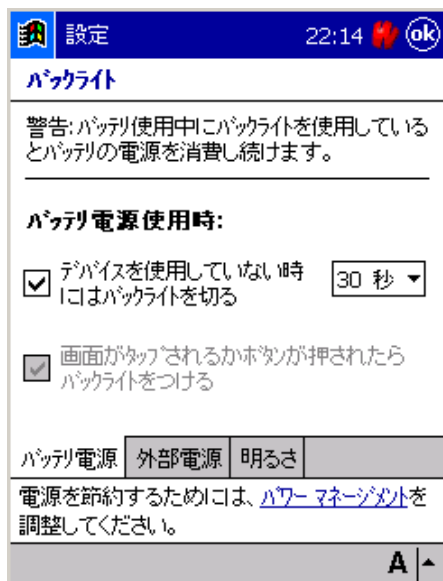 設定 22:14 ok
バックライト
警告:バッテリ使用中にバックライトを使用している
とバッテリの電源を消費し続けます。
バッテリ電源使用時:
デバイスを使用していない時
にはバックライトを切る
30 秒
画面がタップされるかボタンが押されたら
バックライトをつける
バッテリ電源 外部電源 明るさ
電源を節約するためには、パワー マネージメントを
調整してください。
A